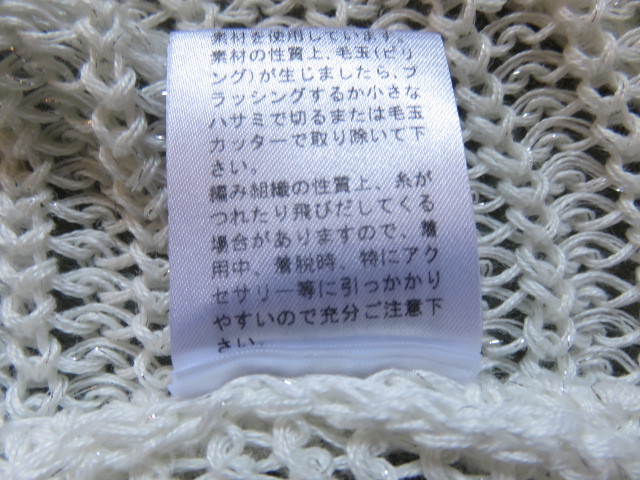 素材を使用しています。
素材の性質上、毛玉(ピリ
ング)が生じましたら、ブ
ラッシングするか小さな
ハサミで切るまたは毛玉
カッターで取り除いて下
さい。
編み組織の性質上、糸が
つれたり飛びだしてくる
場合がありますので、着
用中、着脱時、特にアク
セサリー等に引っかかり
やすいので充分ご注意下
さい。